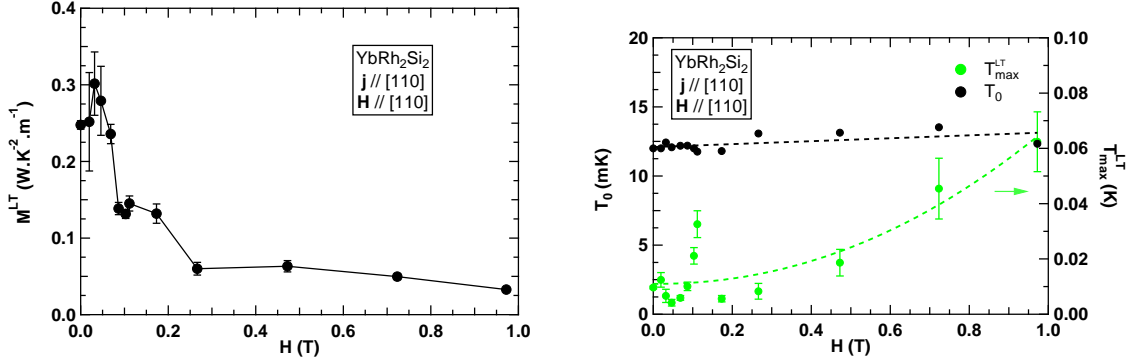 0.4
0.3
0.2
0.1
0.0
M^LT (W.K^-2.m^-1)
YbRh₂Si₂
j // [110]
H // [110]
0.0 0.2 0.4 0.6 0.8 1.0
H (T)
20
15
10
5
0
T₀ (mK)
YbRh₂Si₂
j // [110]
H // [110]
T_max^LT
T₀
0.10
0.08
0.06
0.04
0.02
0.00
T_max^LT (K)
0.0 0.2 0.4 0.6 0.8 1.0
H (T)